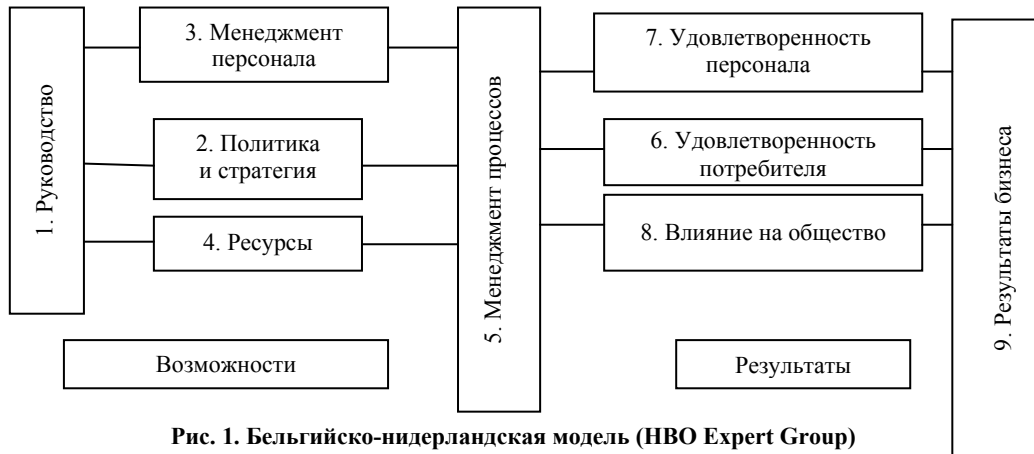 1. Руководство
3. Менеджмент
персонала
2. Политика
и стратегия
4. Ресурсы
5. Менеджмент процессов
7. Удовлетворенность
персонала
6. Удовлетворенность
потребителя
8. Влияние на общество
9. Результаты бизнеса
Возможности
Результаты
Рис. 1. Бельгийско-нидерландская модель (HBO Expert Group)